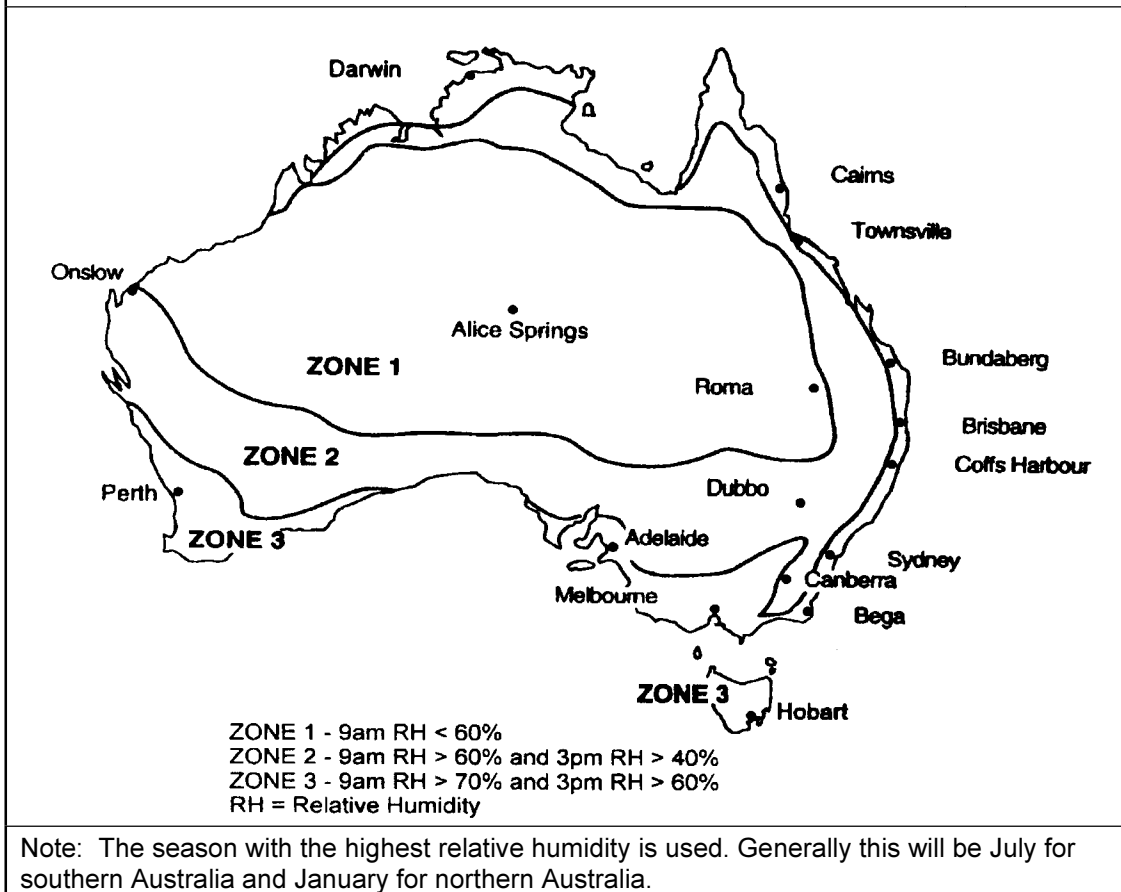 Darwin
Cairns
Townsville
Onslow
Alice Springs
ZONE 1
Bundaberg
Roma
Brisbane
ZONE 2
Coffs Harbour
Perth
Dubbo
ZONE 3
Adelaide
Sydney
Canberra
Melbourne
Bega
ZONE 3
Hobart
ZONE 1 - 9am RH < 60%
ZONE 2 - 9am RH > 60% and 3pm RH > 40%
ZONE 3 - 9am RH > 70% and 3pm RH > 60%
RH = Relative Humidity
Note: The season with the highest relative humidity is used. Generally this will be July for
southern Australia and January for northern Australia.